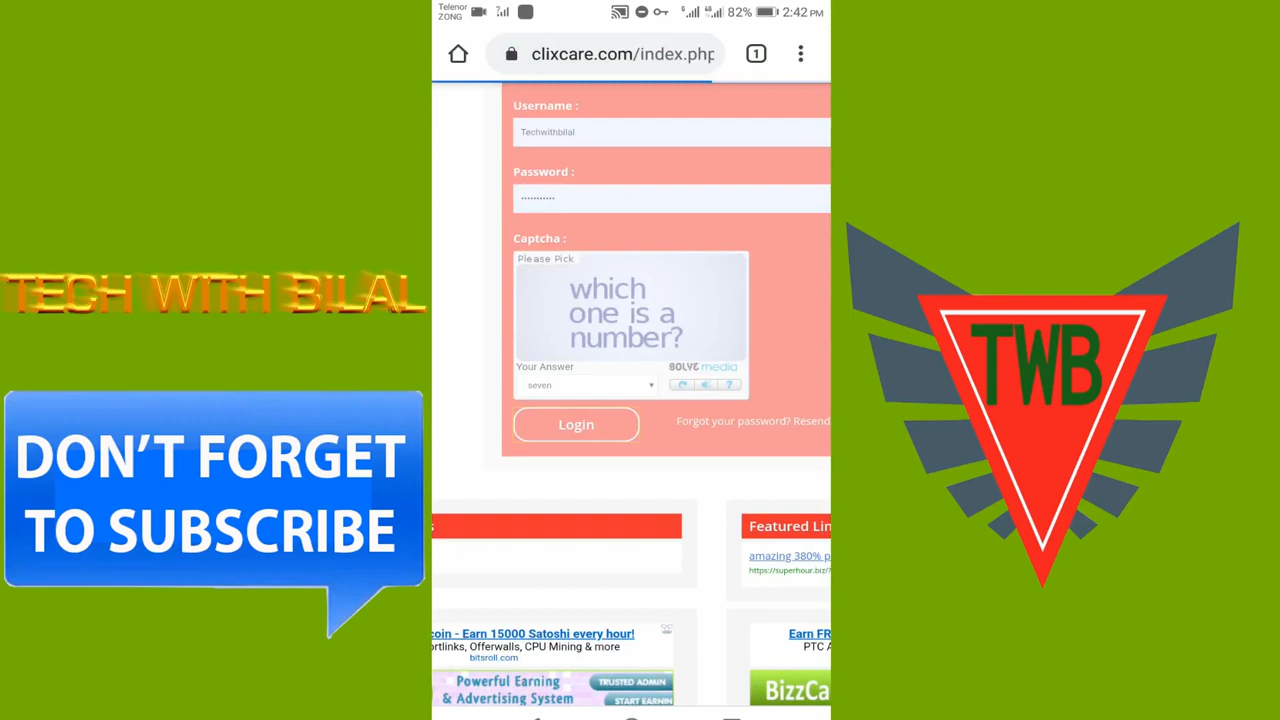 Telenor
ZONG
82% 2:42 PM
clixcare.com/index.php
1
Username :
Techwithbilal
Password :
Captcha :
Please Pick
which
one is a
number?
Your Answer
SOLVE media
seven
?
Login
Forgot your password? Resend
TECH WITH BILAL
DON'T FORGET
TO SUBSCRIBE
TWB
s
Featured Lin
amazing 380% p
https://superhour.biz/?
coin - Earn 15000 Satoshi every hour!
ortlinks, Offerwalls, CPU Mining & more
bitsroll.com
Powerful Earning
& Advertising System
TRUSTED ADMIN
START EARNIN
Earn FR
PTC A
BizzCa